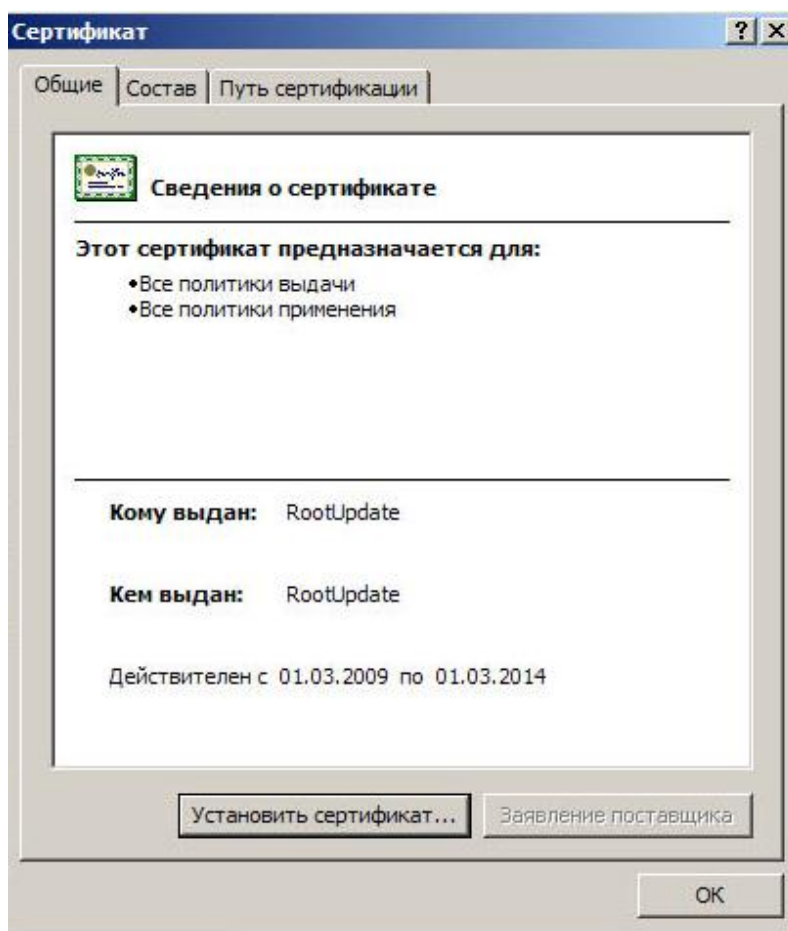 Сертификат
Общие Состав Путь сертификации
Сведения о сертификате
Этот сертификат предназначается для:
•Все политики выдачи
•Все политики применения
Кому выдан: RootUpdate
Кем выдан: RootUpdate
Действителен с 01.03.2009 по 01.03.2014
Установить сертификат... Заявление поставщика
ОК